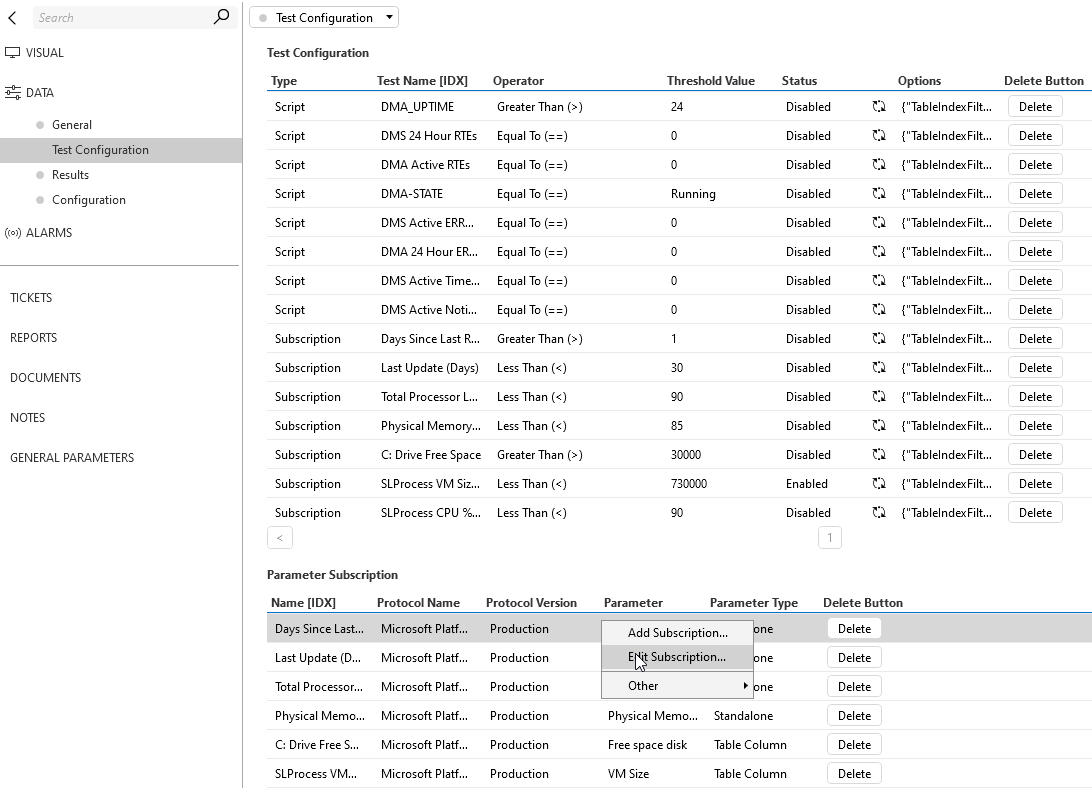 Search
Test Configuration
VISUAL
DATA
General
Test Configuration
Results
Configuration
ALARMS
TICKETS
REPORTS
DOCUMENTS
NOTES
GENERAL PARAMETERS
Test Configuration
Type Test Name [IDX] Operator Threshold Value Status Options Delete Button
Script DMA_UPTIME Greater Than (>) 24 Disabled {"TableIndexFilt... Delete
Script DMS 24 Hour RTEs Equal To (==) 0 Disabled {"TableIndexFilt... Delete
Script DMA Active RTEs Equal To (==) 0 Disabled {"TableIndexFilt... Delete
Script DMA-STATE Equal To (==) Running Disabled {"TableIndexFilt... Delete
Script DMS Active ERR... Equal To (==) 0 Disabled {"TableIndexFilt... Delete
Script DMA 24 Hour ER... Equal To (==) 0 Disabled {"TableIndexFilt... Delete
Script DMS Active Time... Equal To (==) 0 Disabled {"TableIndexFilt... Delete
Script DMS Active Noti... Equal To (==) 0 Disabled {"TableIndexFilt... Delete
Subscription Days Since Last R... Greater Than (>) 1 Disabled {"TableIndexFilt... Delete
Subscription Last Update (Days) Less Than (<) 30 Disabled {"TableIndexFilt... Delete
Subscription Total Processor L... Less Than (<) 90 Disabled {"TableIndexFilt... Delete
Subscription Physical Memory... Less Than (<) 85 Disabled {"TableIndexFilt... Delete
Subscription C: Drive Free Space Greater Than (>) 30000 Disabled {"TableIndexFilt... Delete
Subscription SLProcess VM Siz... Less Than (<) 730000 Enabled {"TableIndexFilt... Delete
Subscription SLProcess CPU %... Less Than (<) 90 Disabled {"TableIndexFilt... Delete
< 1
Parameter Subscription
Name [IDX] Protocol Name Protocol Version Parameter Parameter Type Delete Button
Days Since Last... Microsoft Platf... Production one Delete
Last Update (D... Microsoft Platf... Production one Delete
Total Processor... Microsoft Platf... Production one Delete
Physical Memo... Microsoft Platf... Production Physical Memo... Standalone Delete
C: Drive Free S... Microsoft Platf... Production Free space disk Table Column Delete
SLProcess VM... Microsoft Platf... Production VM Size Table Column Delete
Add Subscription...
Edit Subscription...
Other